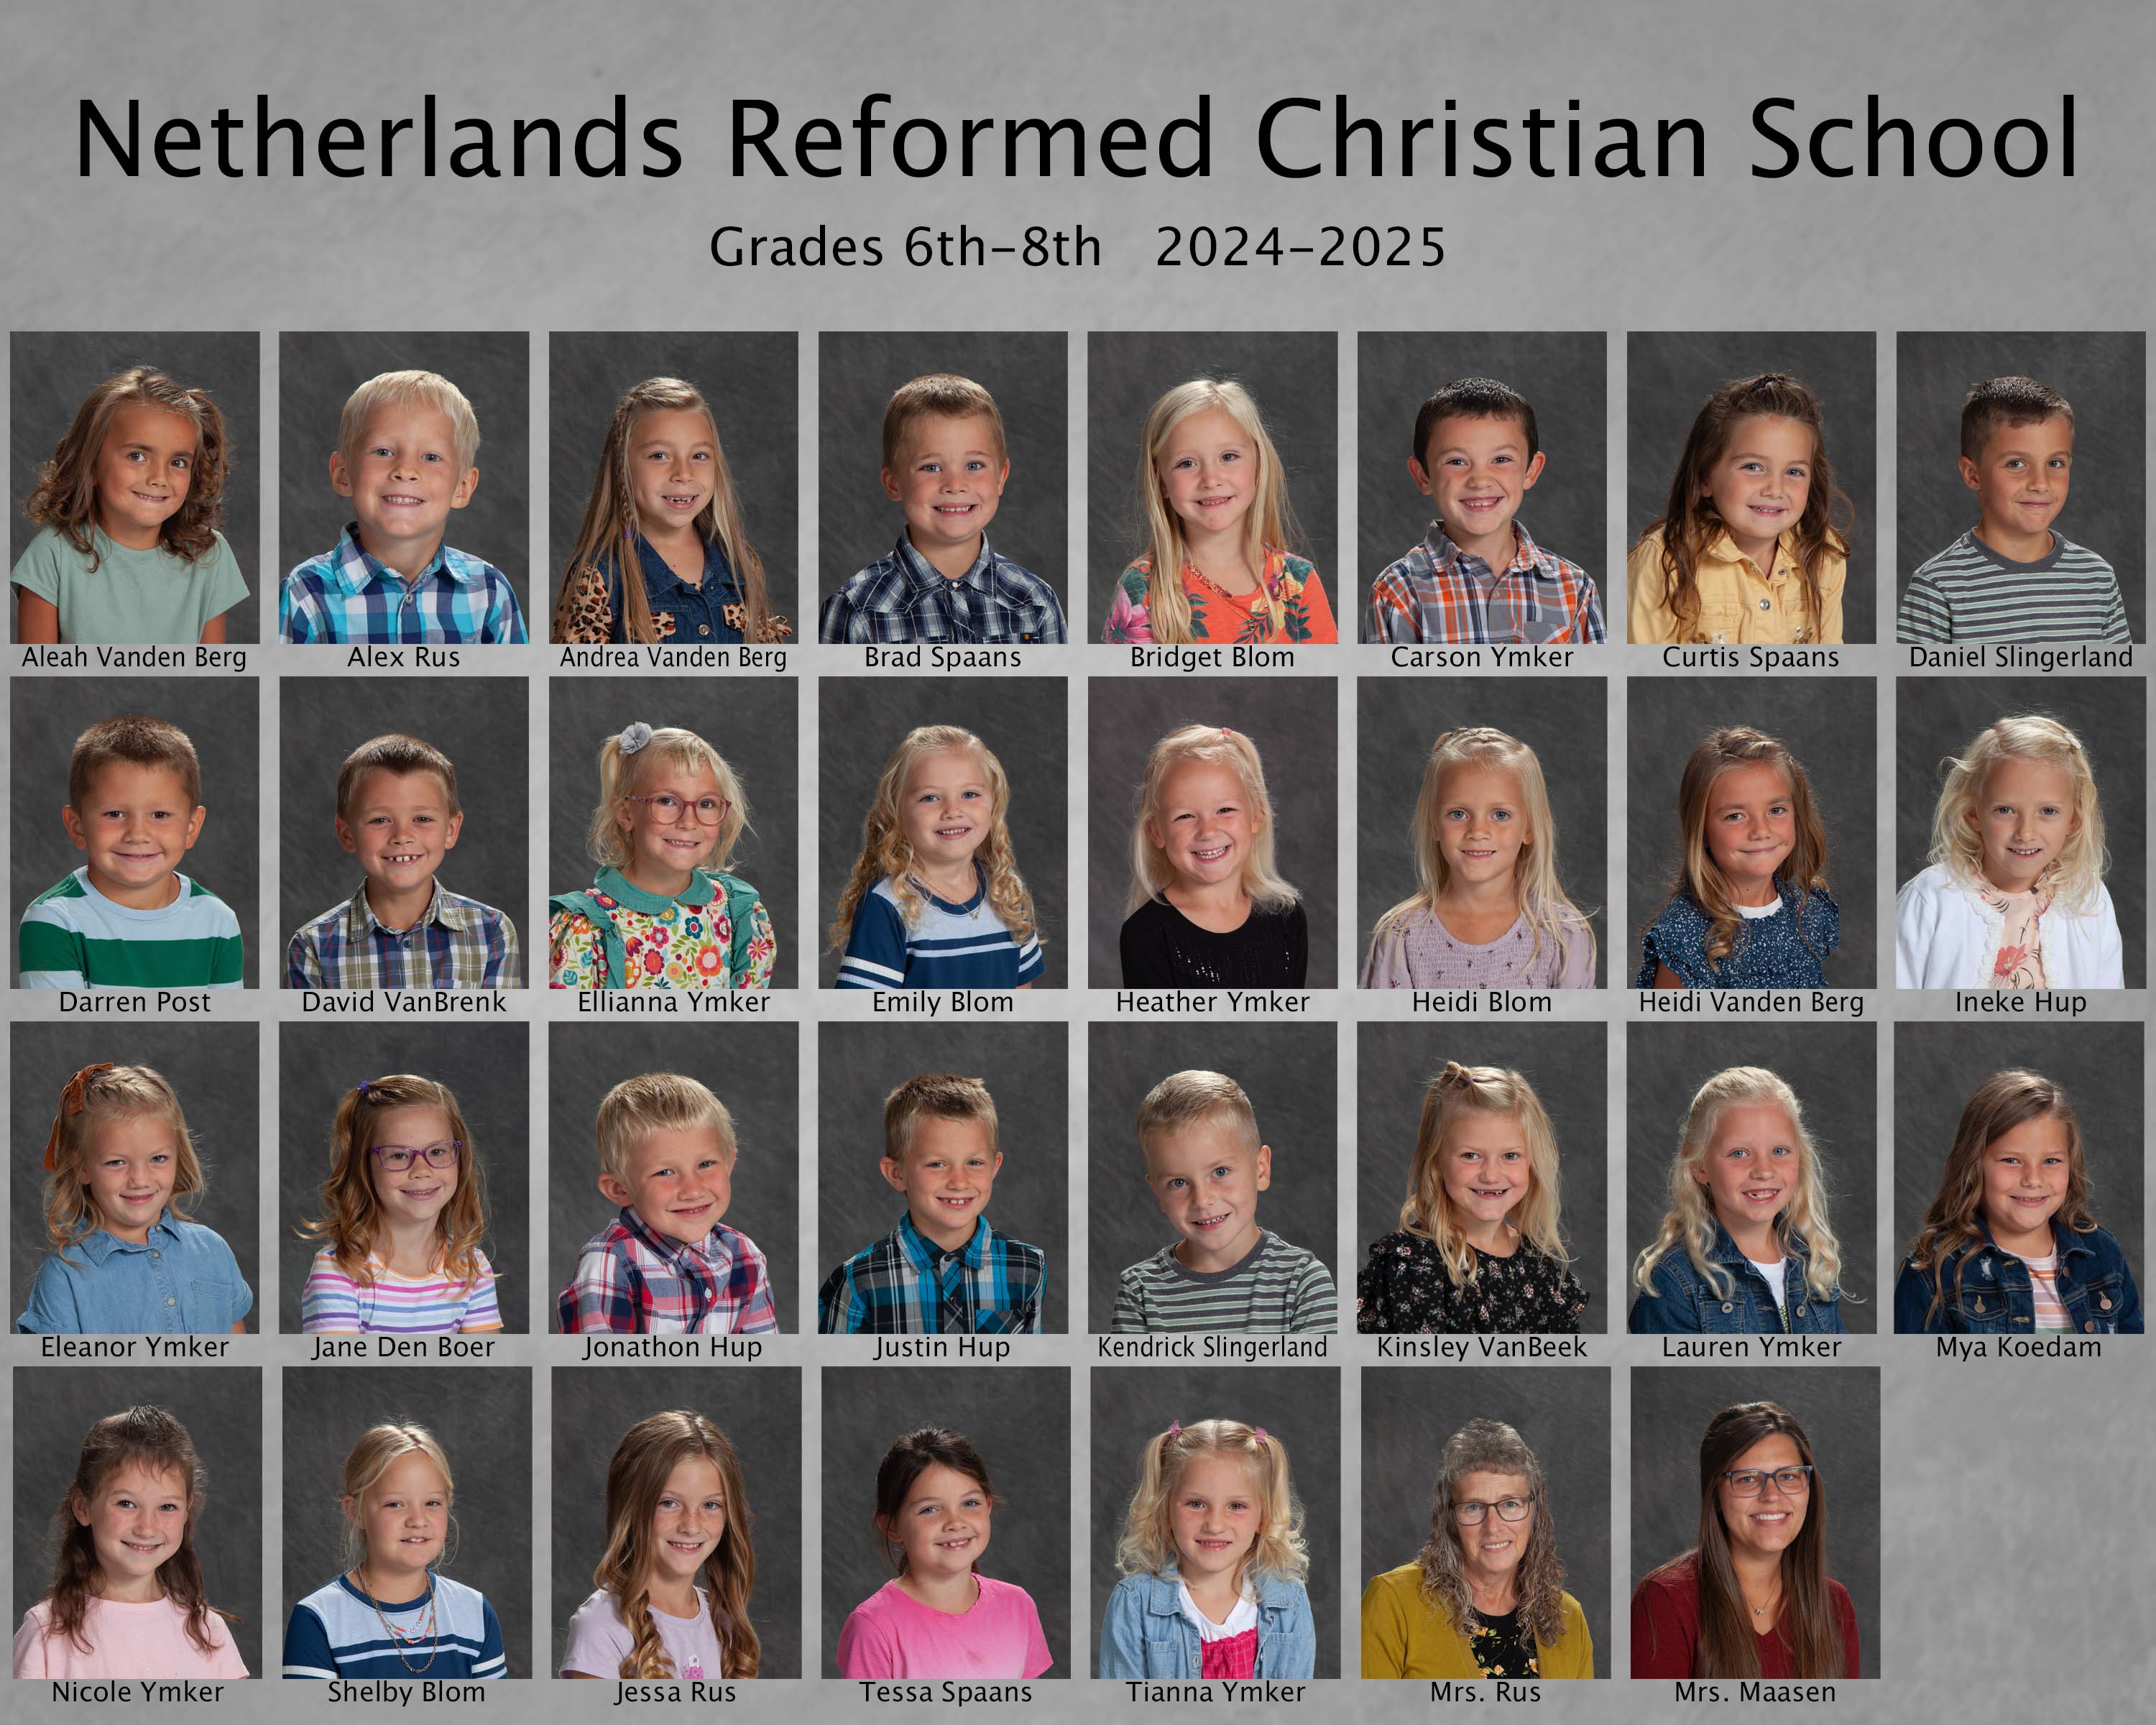 Netherlands Reformed Christian School
Grades 6th-8th 2024-2025
Aleah Vanden Berg
Alex Rus
Andrea Vanden Berg
Brad Spaans
Bridget Blom
Carson Ymker
Curtis Spaans
Daniel Slingerland
Darren Post
David VanBrenk
Ellianna Ymker
Emily Blom
Heather Ymker
Heidi Blom
Heidi Vanden Berg
Ineke Hup
Eleanor Ymker
Jane Den Boer
Jonathon Hup
Justin Hup
Kendrick Slingerland
Kinsley VanBeek
Lauren Ymker
Mya Koedam
Nicole Ymker
Shelby Blom
Jessa Rus
Tessa Spaans
Tianna Ymker
Mrs. Rus
Mrs. Maasen